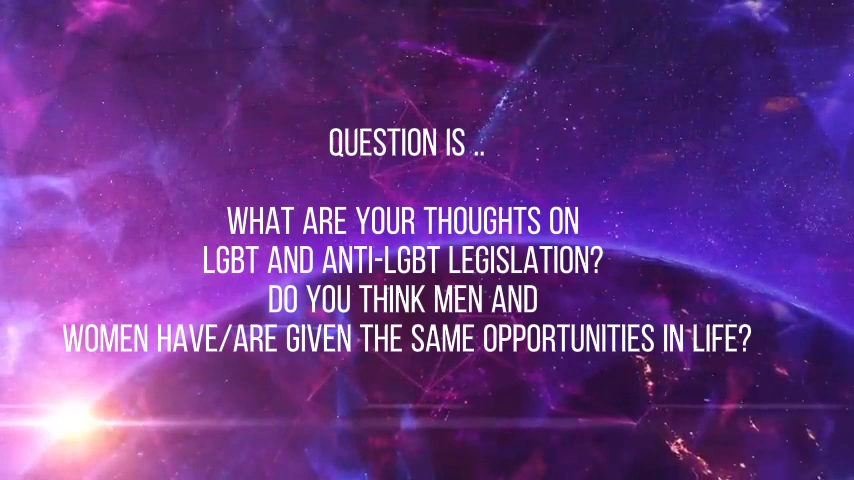 QUESTION IS ..
WHAT ARE YOUR THOUGHTS ON
LGBT AND ANTI-LGBT LEGISLATION?
DO YOU THINK MEN AND
WOMEN HAVE/ARE GIVEN THE SAME OPPORTUNITIES IN LIFE?